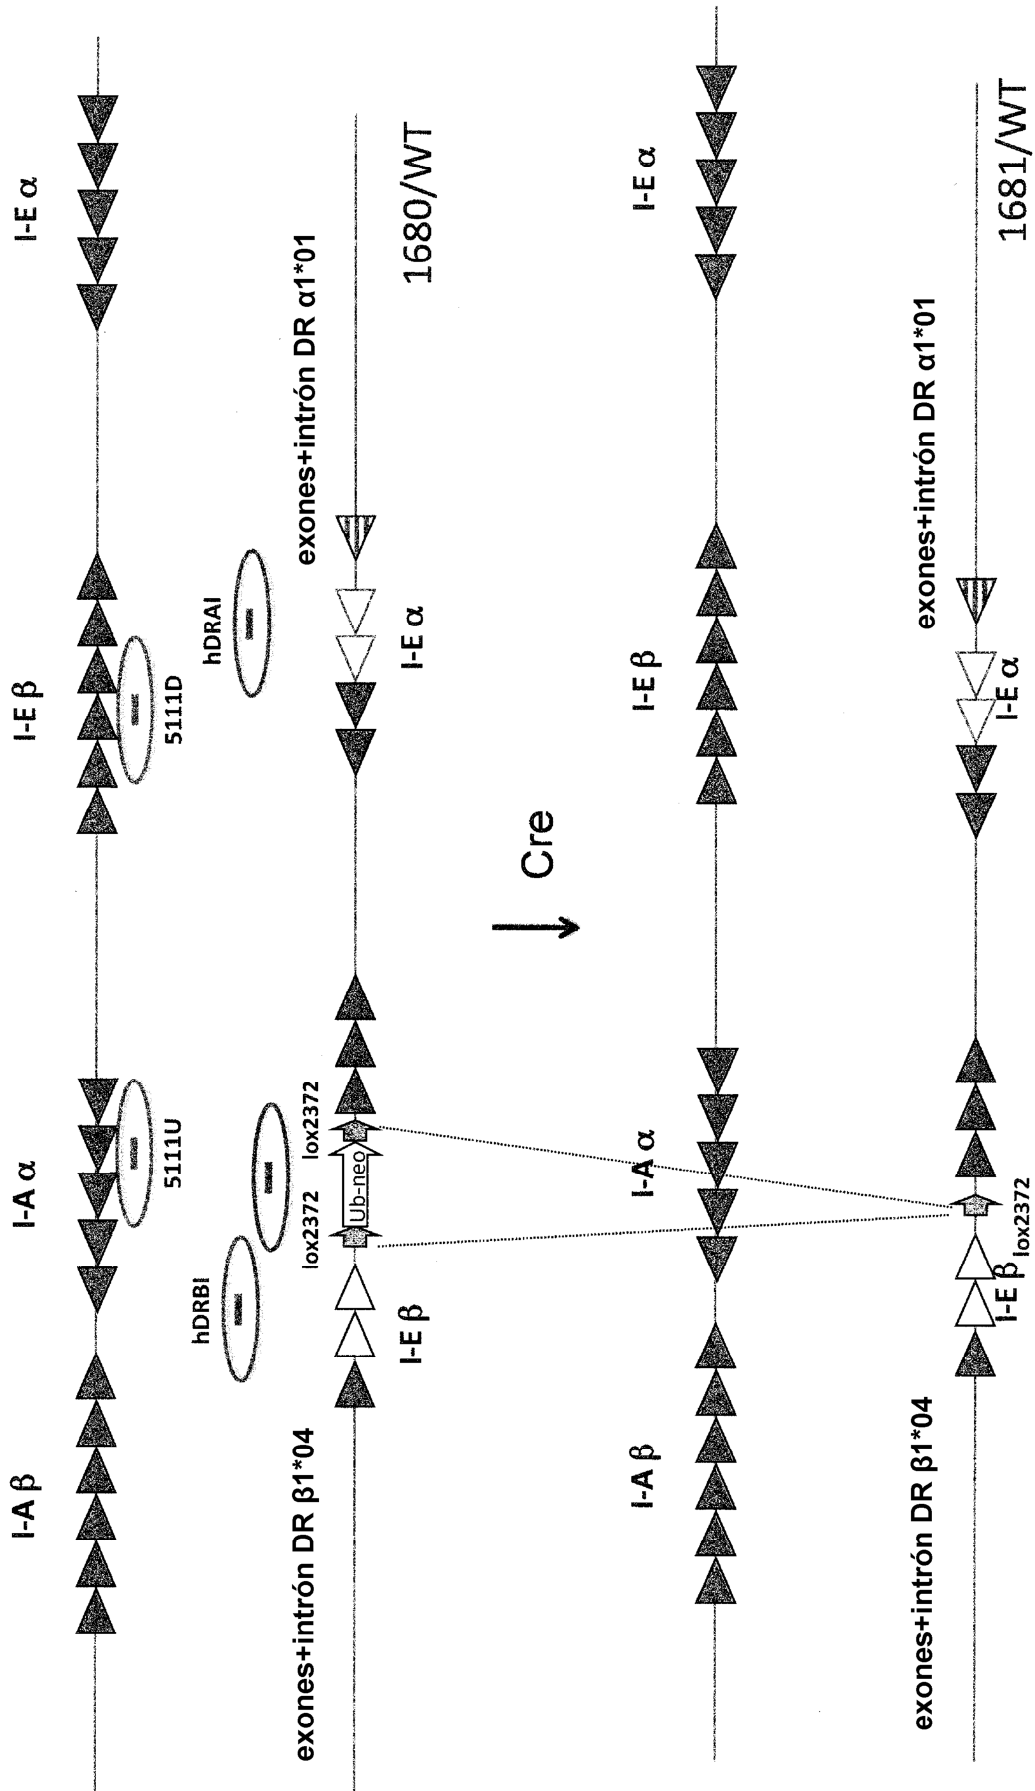 I-A β
I-A α
I-E β
I-E α
5111U
5111D
hDRBI
hDRAI
lox2372
lox2372
Ub-neo
exones+intrón DR β1*04
I-E β
I-E α
exones+intrón DR α1*01
1680/WT
Cre
I-A β
I-A α
I-E β
I-E α
exones+intrón DR β1*04
I-E β
lox2372
I-E α
exones+intrón DR α1*01
1681/WT